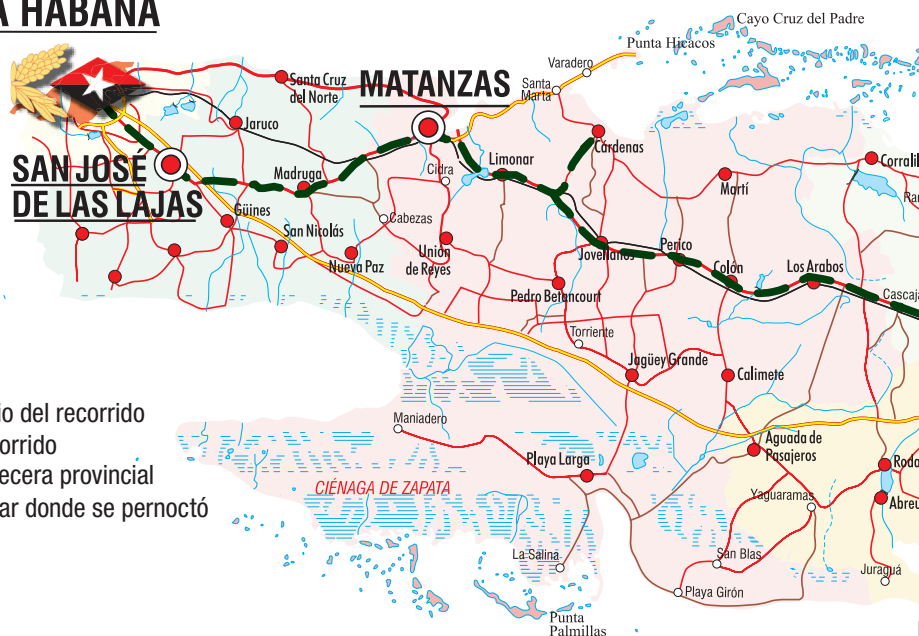 A HABANA
Cayo Cruz del Padre
Punta Hicacos
Varadero
Santa
Marta
Santa Cruz
del Norte
MATANZAS
Jaruco
Cárdenas
SAN JOSÉ
DE LAS LAJAS
Madruga
Cidra
Limonar
Martí
Corralil
Ran
Güines
Cabezas
San Nicolás
Unión
de Reyes
Nueva Paz
Jovellanos
Perico
Colón
Los Arabos
Cascaja
Pedro Betancourt
Torriente
Jagüey Grande
Calimete
io del recorrido
orrido
ecera provincial
ar donde se pernoctó
Maniadero
Aguada de
Pasajeros
Playa Larga
Roda
CIÉNAGA DE ZAPATA
Yaguaramas
Abreu
La Salina
San Blas
Juraguá
Playa Girón
Punta
Palmillas